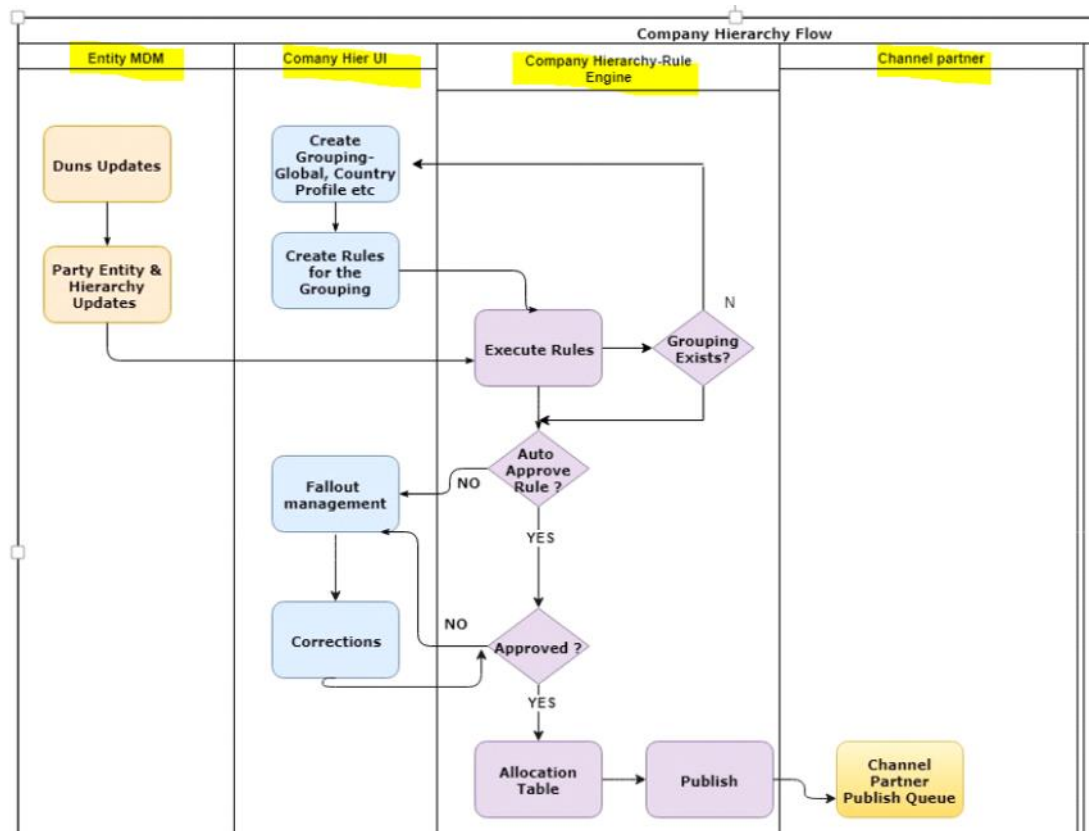 Company Hierarchy Flow
Entity MDM
Comany Hier UI
Company Hierarchy-Rule
Engine
Channel partner
Duns Updates
Party Entity &
Hierarchy
Updates
Create
Grouping-
Global, Country
Profile etc
Create Rules
for the
Grouping
Execute Rules
Grouping
Exists?
N
Auto
Approve
Rule ?
NO
YES
Fallout
management
Corrections
NO
Approved ?
YES
Allocation
Table
Publish
Channel
Partner
Publish Queue